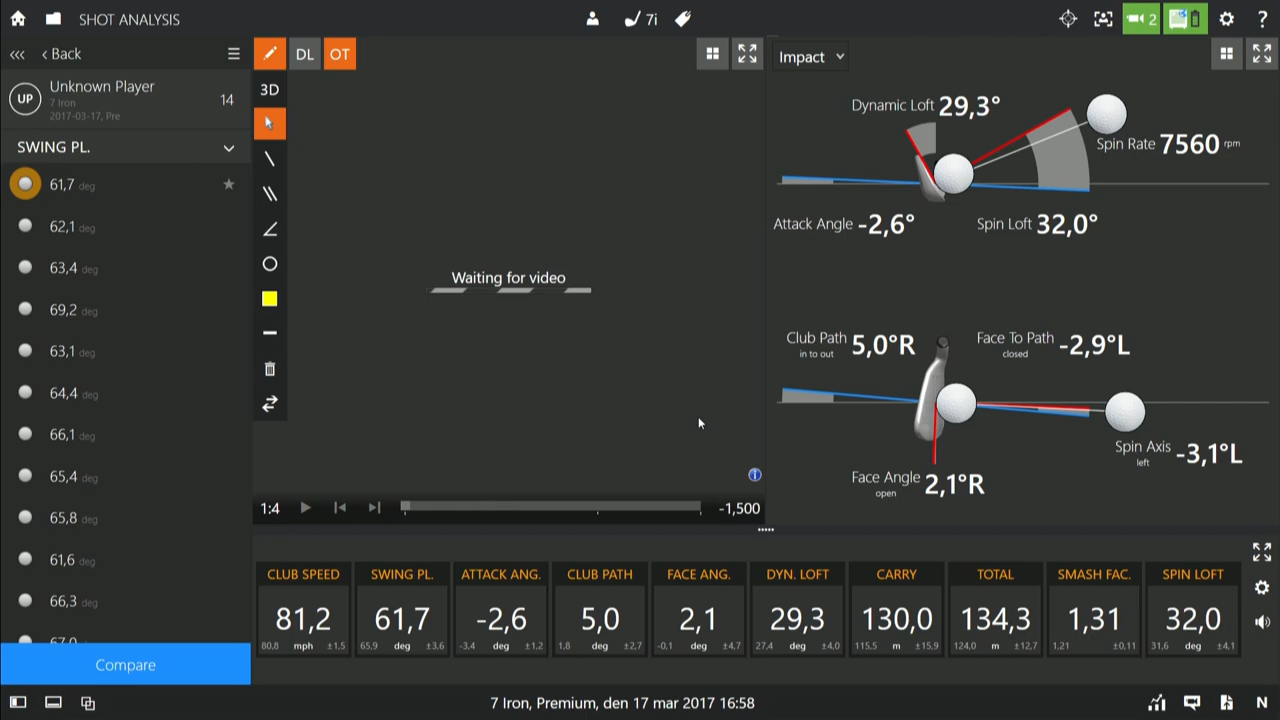 SHOT ANALYSIS
7i
2
?
Back
DL
OT
Impact
UP
Unknown Player
7 Iron
2017-03-17, Pre
14
3D
SWING PL.
61,7 deg
62,1 deg
63,4 deg
69,2 deg
63,1 deg
64,4 deg
66,1 deg
65,4 deg
65,8 deg
61,6 deg
66,3 deg
67,0
Compare
Waiting for video
1:4
-1,500
Dynamic Loft 29,3°
Spin Rate 7560 rpm
Attack Angle -2,6°
Spin Loft 32,0°
Club Path 5,0°R
in to out
Face To Path -2,9°L
closed
Spin Axis -3,1°L
left
Face Angle 2,1°R
open
CLUB SPEED
81,2
80,8 mph ±1,5
SWING PL.
61,7
65,9 deg ±3,6
ATTACK ANG.
-2,6
-3,4 deg ±1,2
CLUB PATH
5,0
1,8 deg ±2,7
FACE ANG.
2,1
-0,1 deg ±4,7
DYN. LOFT
29,3
27,4 deg ±4,0
CARRY
130,0
115,5 m ±15,9
TOTAL
134,3
124,0 m ±12,7
SMASH FAC.
1,31
1,21 ±0,11
SPIN LOFT
32,0
31,6 deg ±4,1
7 Iron, Premium, den 17 mar 2017 16:58
N